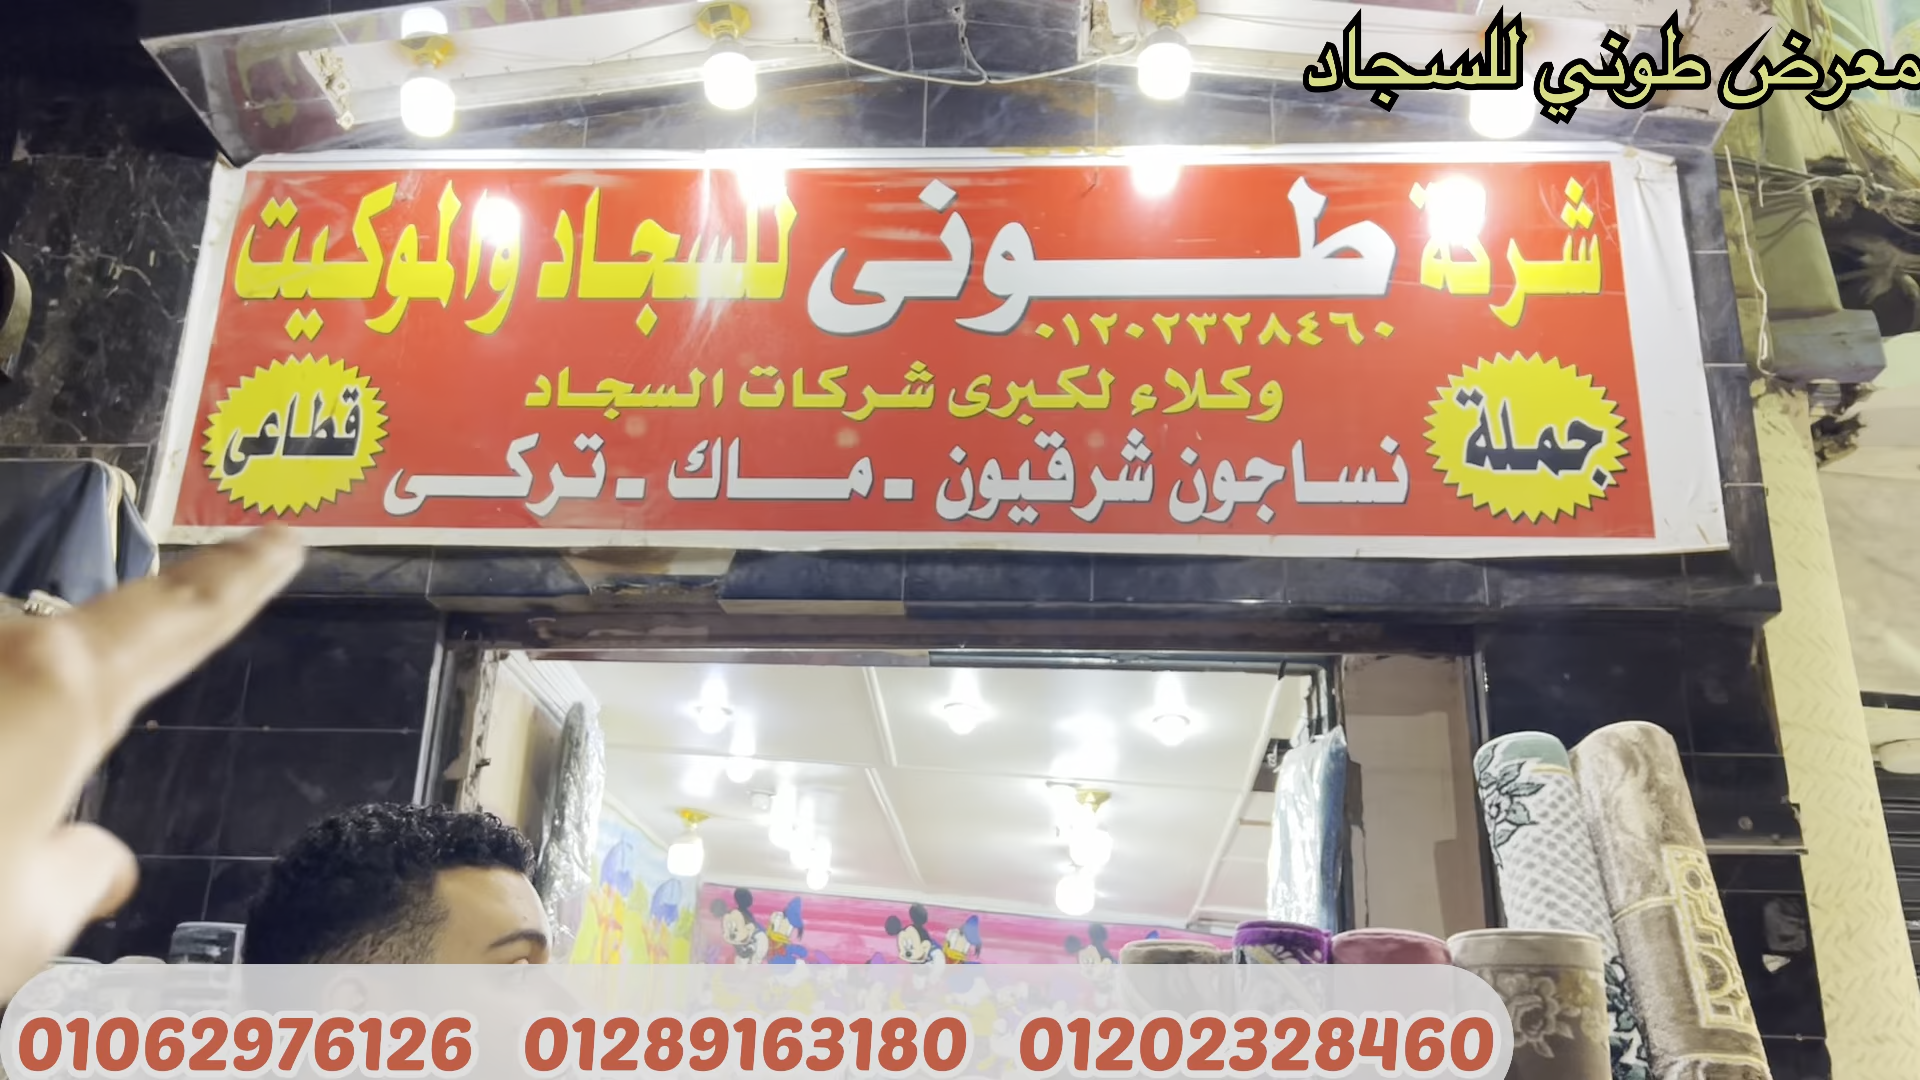 معرض طوني للسجاد
شركة طونى للسجاد والموكيت
٠١٢٠٢٣٢٨٤٦٠
وكلاء لكبرى شركات السجاد
جملة
نساجون شرقيون - ماك - تركى
قطاعى
01062976126 01289163180 01202328460